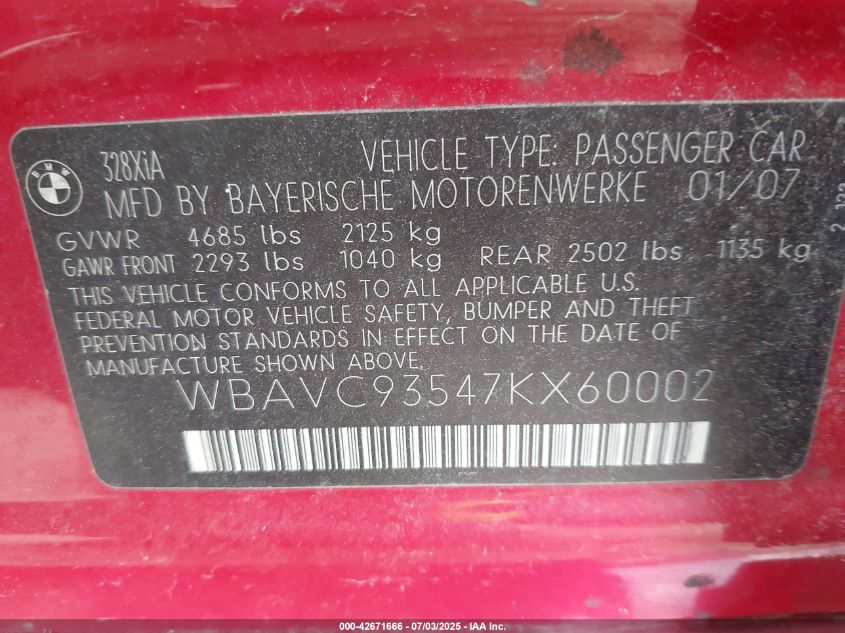 BMW
328XiA
VEHICLE TYPE: PASSENGER CAR
MFD BY BAYERISCHE MOTORENWERKE 01/07
GVWR 4685 lbs 2125 kg
GAWR FRONT 2293 lbs 1040 kg REAR 2502 lbs 1135 kg
THIS VEHICLE CONFORMS TO ALL APPLICABLE U.S.
FEDERAL MOTOR VEHICLE SAFETY, BUMPER AND THEFT
PREVENTION STANDARDS IN EFFECT ON THE DATE OF
MANUFACTURE SHOWN ABOVE.
WBAVC93547KX60002
000-42671666 - 07/03/2025 - IAA Inc.